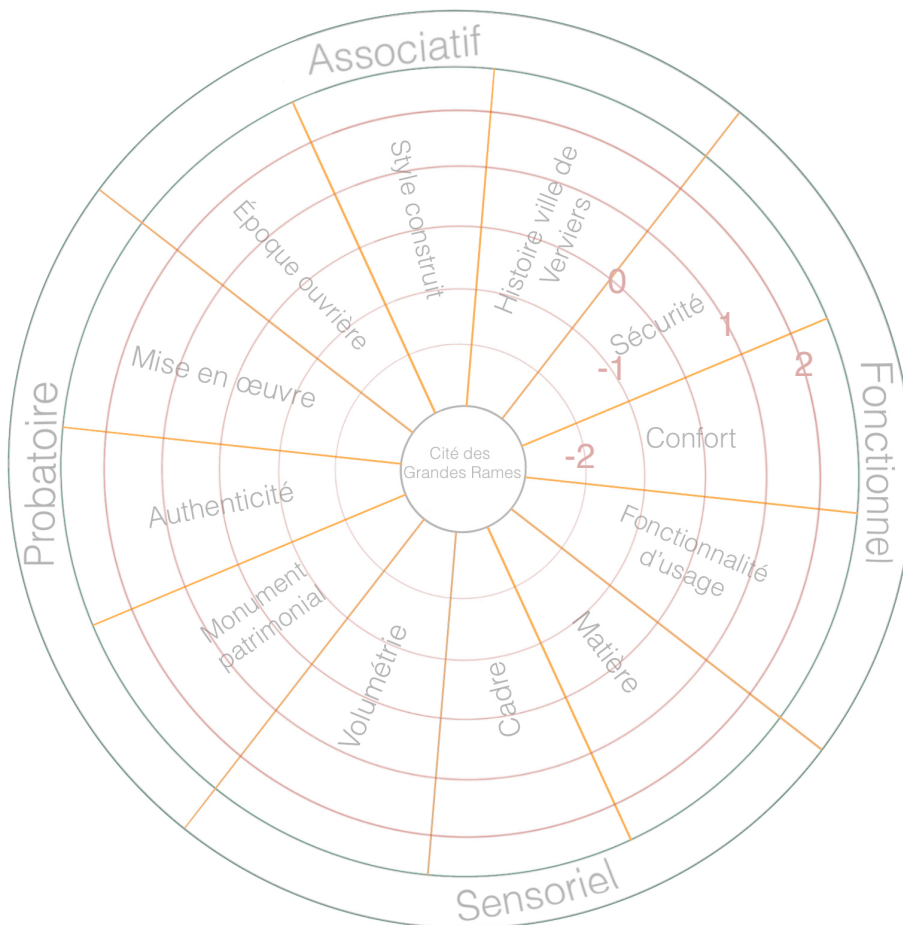 Associatif
Style construit
Histoire ville de
Verviers
Époque ouvrière
0
Sécurité
1
-1
2
Mise en œuvre
Fonctionnel
Probatoire
Confort
-2
Cité des
Grandes Rames
Authenticité
Fonctionnalité
d'usage
Monument
patrimonial
Matière
Volumétrie
Cadre
Sensoriel